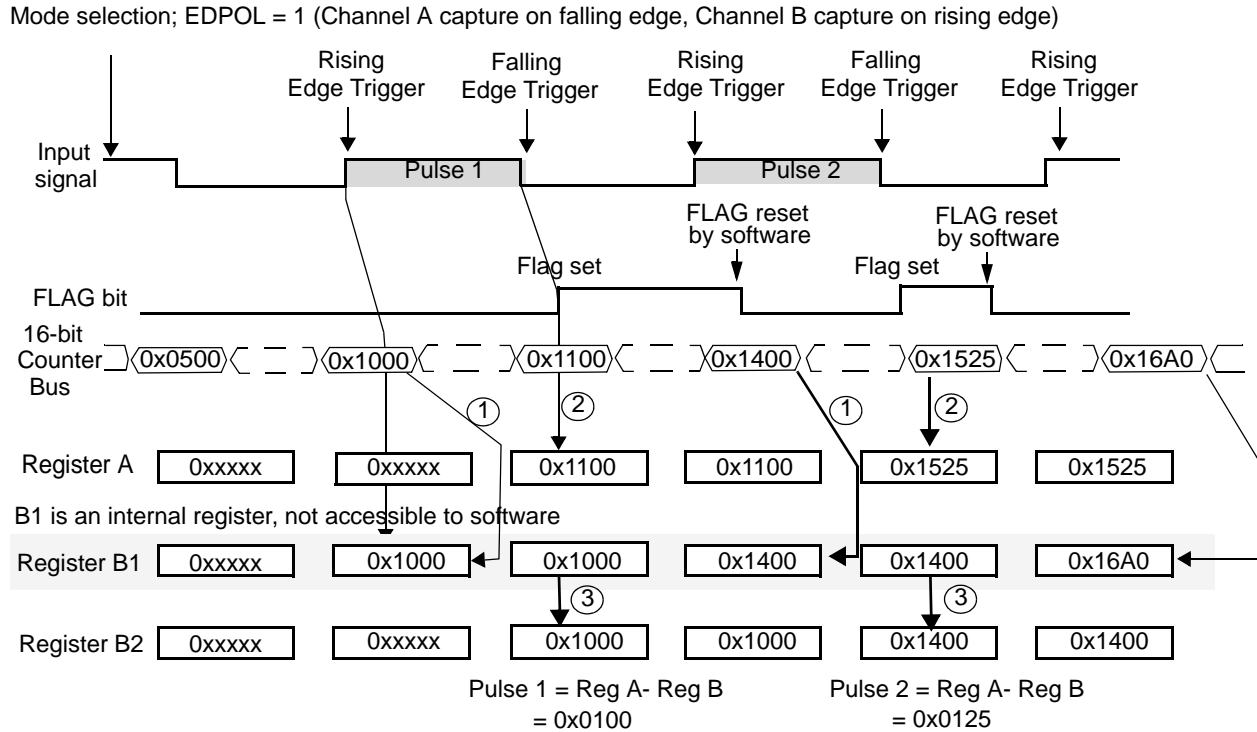 Mode selection; EDPOL = 1 (Channel A capture on falling edge, Channel B capture on rising edge)
Rising Edge Trigger
Falling Edge Trigger
Rising Edge Trigger
Falling Edge Trigger
Rising Edge Trigger
Input signal
Pulse 1
Pulse 2
FLAG reset by software
FLAG reset by software
Flag set
Flag set
FLAG bit
16-bit Counter Bus
0x0500 0x1000 0x1100 0x1400 0x1525 0x16A0
1 2 1 2
Register A 0xxxxx 0xxxxx 0x1100 0x1100 0x1525 0x1525
B1 is an internal register, not accessible to software
Register B1 0xxxxx 0x1000 0x1000 0x1400 0x1400 0x16A0
3 3
Register B2 0xxxxx 0xxxxx 0x1000 0x1000 0x1400 0x1400
Pulse 1 = Reg A- Reg B
= 0x0100
Pulse 2 = Reg A- Reg B
= 0x0125